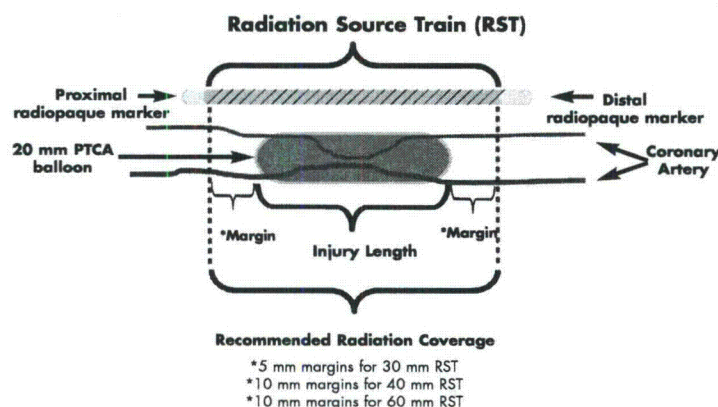 Radiation Source Train (RST)
Proximal
radiopaque marker
Distal
radiopaque marker
20 mm PTCA
balloon
Coronary
Artery
*Margin
*Margin
Injury Length
Recommended Radiation Coverage
*5 mm margins for 30 mm RST
*10 mm margins for 40 mm RST
*10 mm margins for 60 mm RST